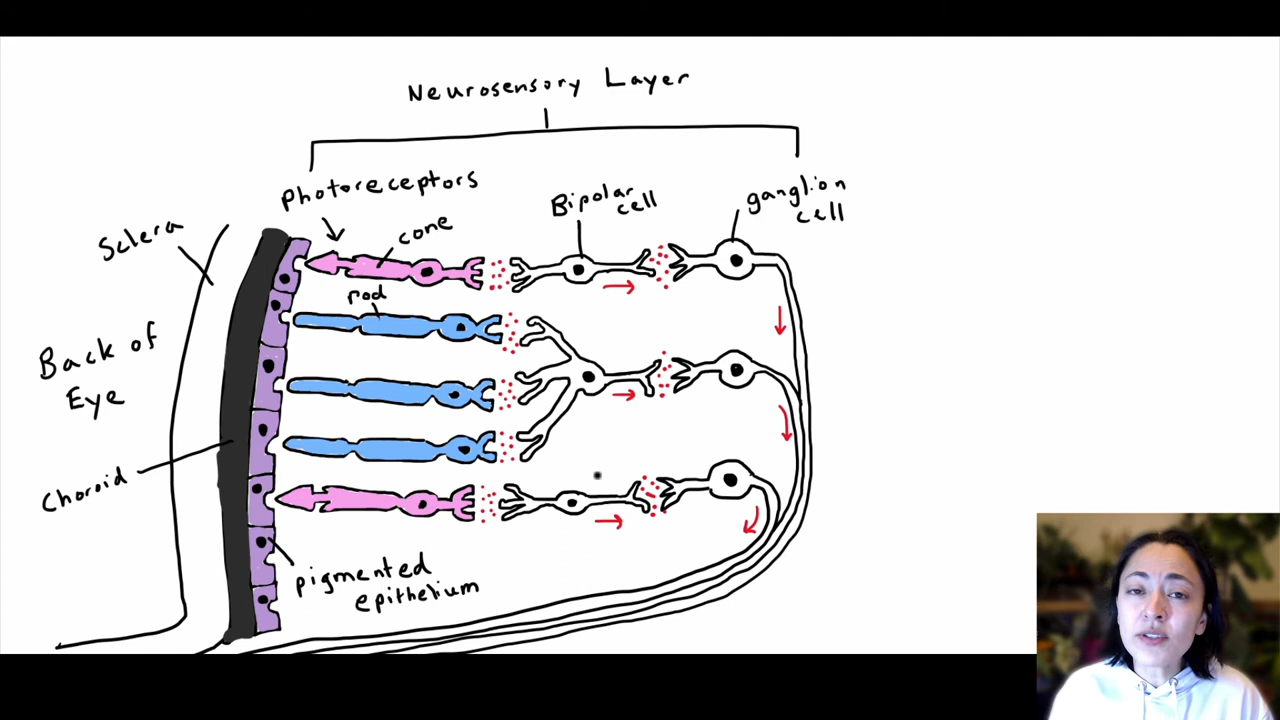 Neurosensory Layer
Photoreceptors
cone
Bipolar
cell
ganglion
cell
Sclera
rod
Back of
Eye
Choroid
pigmented
epithelium